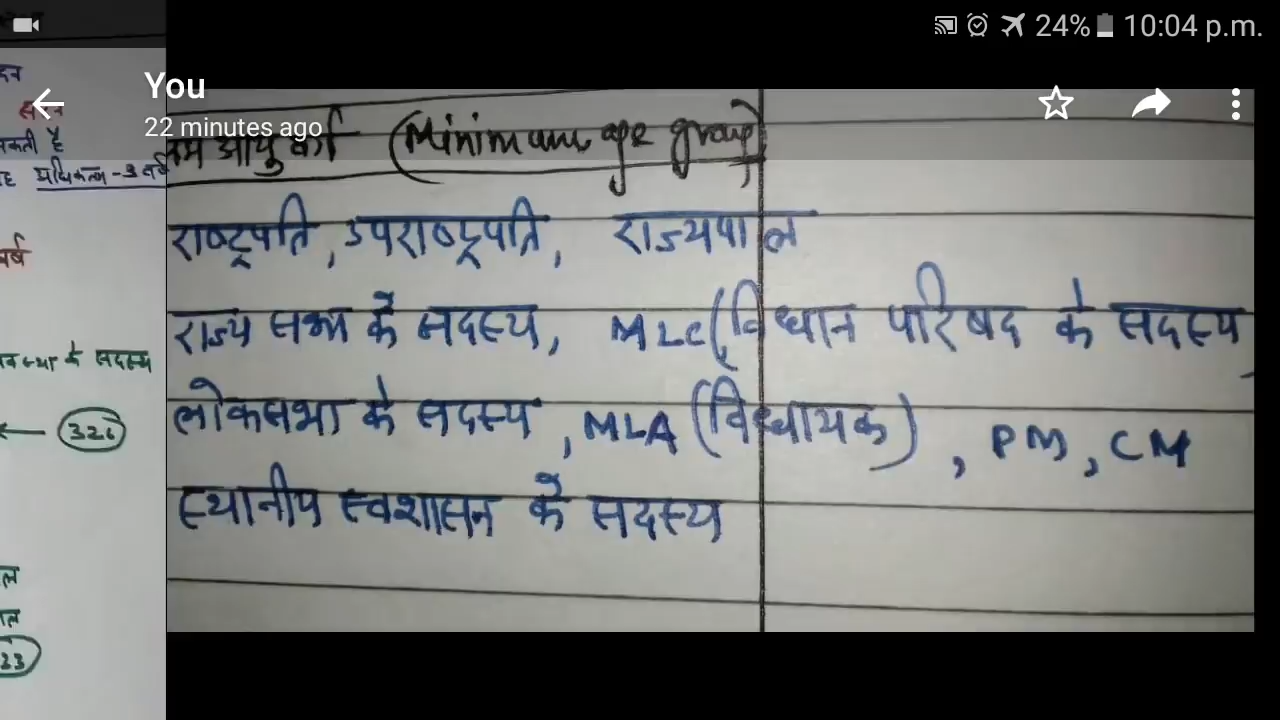 24% 10:04 p.m.
You
22 minutes ago
आयु वर्ग (Minimum age group)
राष्ट्रपति, उपराष्ट्रपति, राज्यपाल
राज्य सभा के सदस्य, MLC (विधान परिषद के सदस्य
लोकसभा के सदस्य, MLA (विधायक), PM, CM
स्थानीय स्वशासन के सदस्य
के सदस्य
326